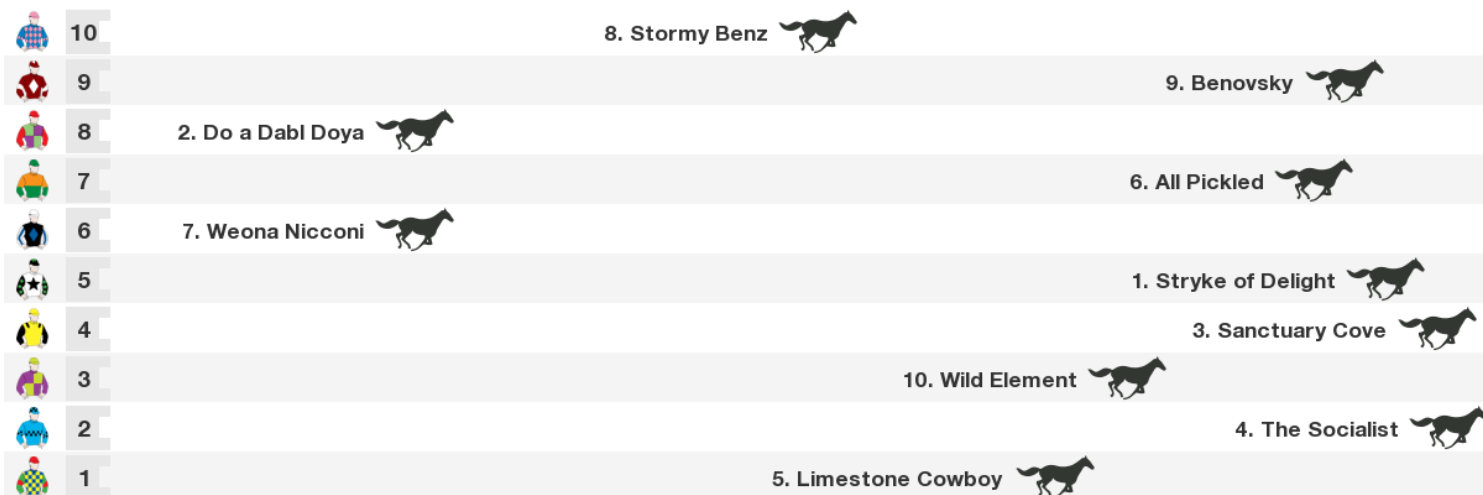 10 8. Stormy Benz
9 9. Benovsky
8 2. Do a Dabl Doya
7 6. All Pickled
6 7. Weona Nicconi
5 1. Stryke of Delight
4 3. Sanctuary Cove
3 10. Wild Element
2 4. The Socialist
1 5. Limestone Cowboy